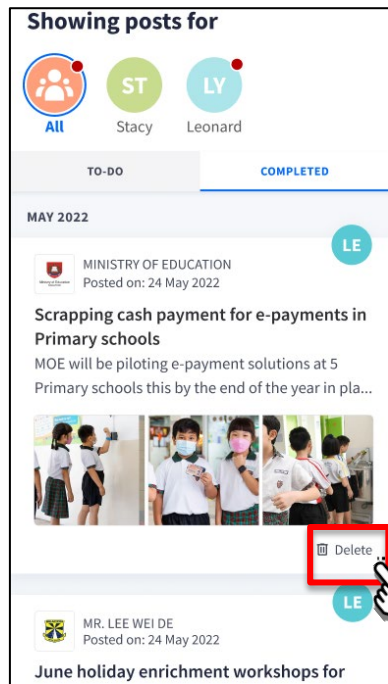 Showing posts for
ST
LY
All
Stacy
Leonard
TO-DO
COMPLETED
MAY 2022
LE
MINISTRY OF EDUCATION
Posted on: 24 May 2022
Scrapping cash payment for e-payments in
Primary schools
MOE will be piloting e-payment solutions at 5
Primary schools this by the end of the year in pla...
Delete
LE
MR. LEE WEI DE
Posted on: 24 May 2022
June holiday enrichment workshops for